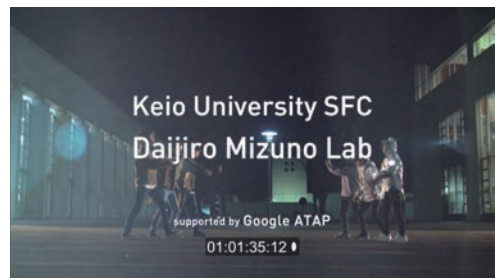 Keio University SFC
Daijiro Mizuno Lab
supported by Google ATAP
01:01:35:12